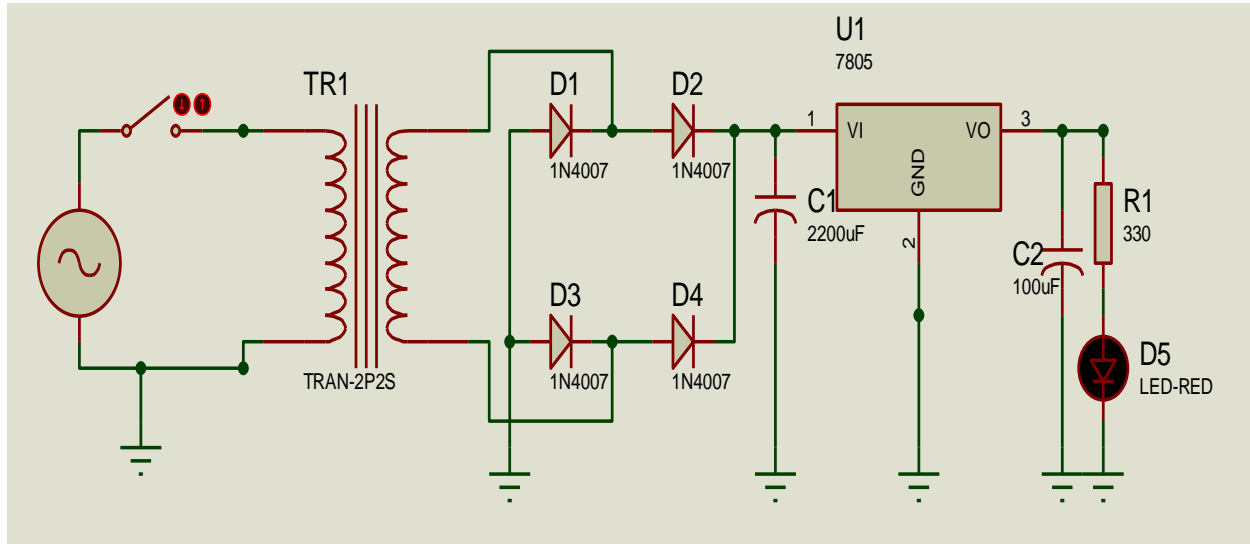 U1
7805
TR1
D1
D2
1
VI
VO
3
1N4007
1N4007
GND
C1
2200uF
R1
330
2
C2
100uF
D3
D4
D5
LED-RED
TRAN-2P2S
1N4007
1N4007